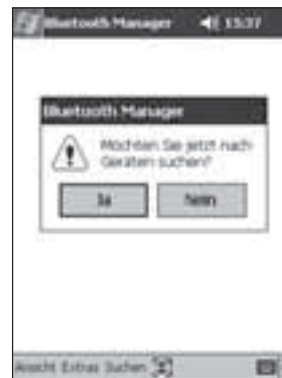 Bluetooth Manager 15:37
Bluetooth Manager
Möchten Sie jetzt nach
Geräten suchen?
Ja Nein
Ansicht Extras Suchen